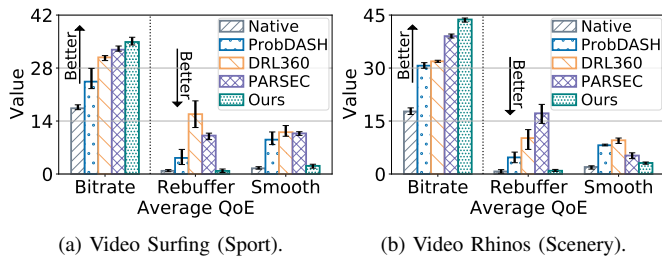 42
28
14
0
Value
Better
Better
Native
ProbDASH
DRL360
PARSEC
Ours
Bitrate Rebuffer Smooth
Average QoE
(a) Video Surfing (Sport).
45
30
15
0
Value
Better
Better
Native
ProbDASH
DRL360
PARSEC
Ours
Bitrate Rebuffer Smooth
Average QoE
(b) Video Rhinos (Scenery).